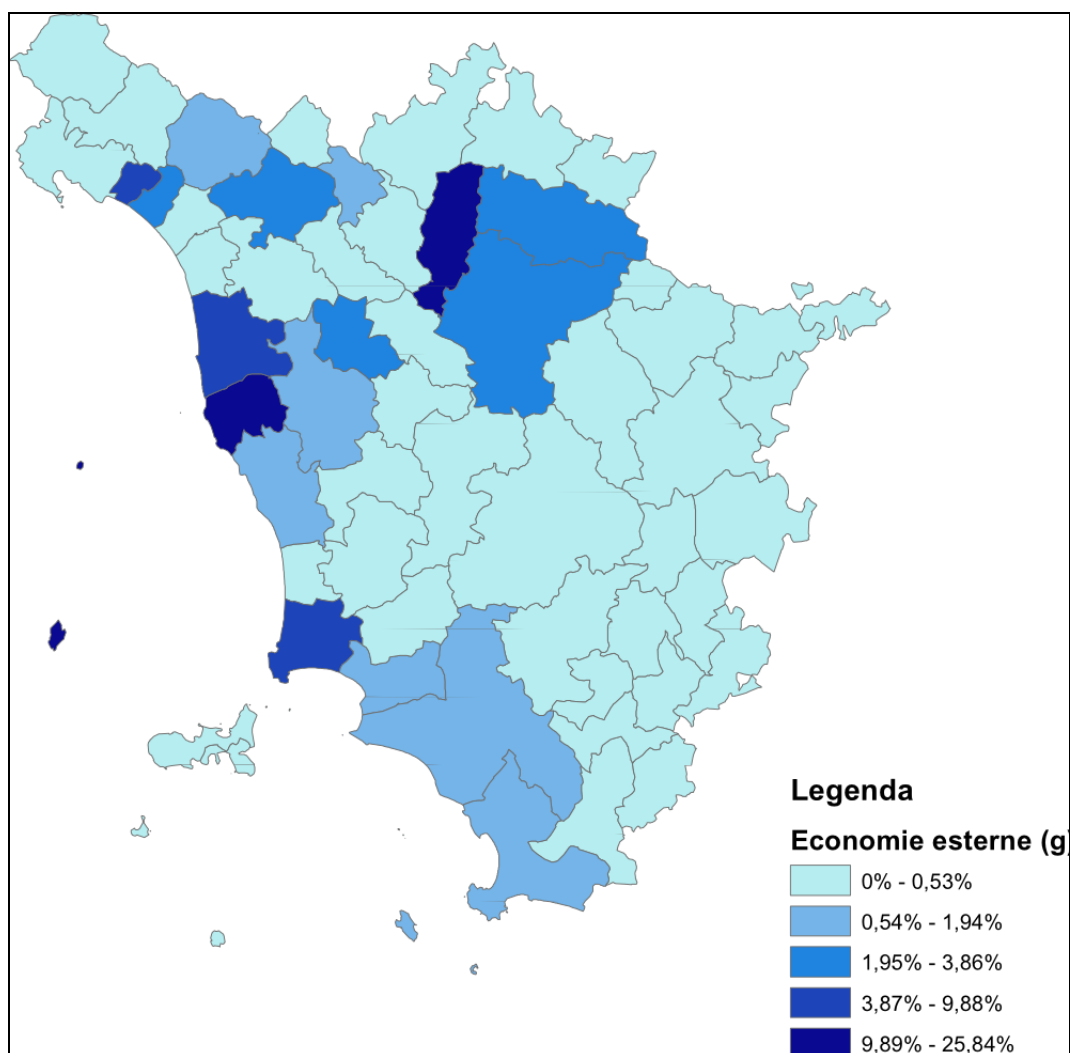 Legenda
Economie esterne (g)
0% - 0,53%
0,54% - 1,94%
1,95% - 3,86%
3,87% - 9,88%
9,89% - 25,84%